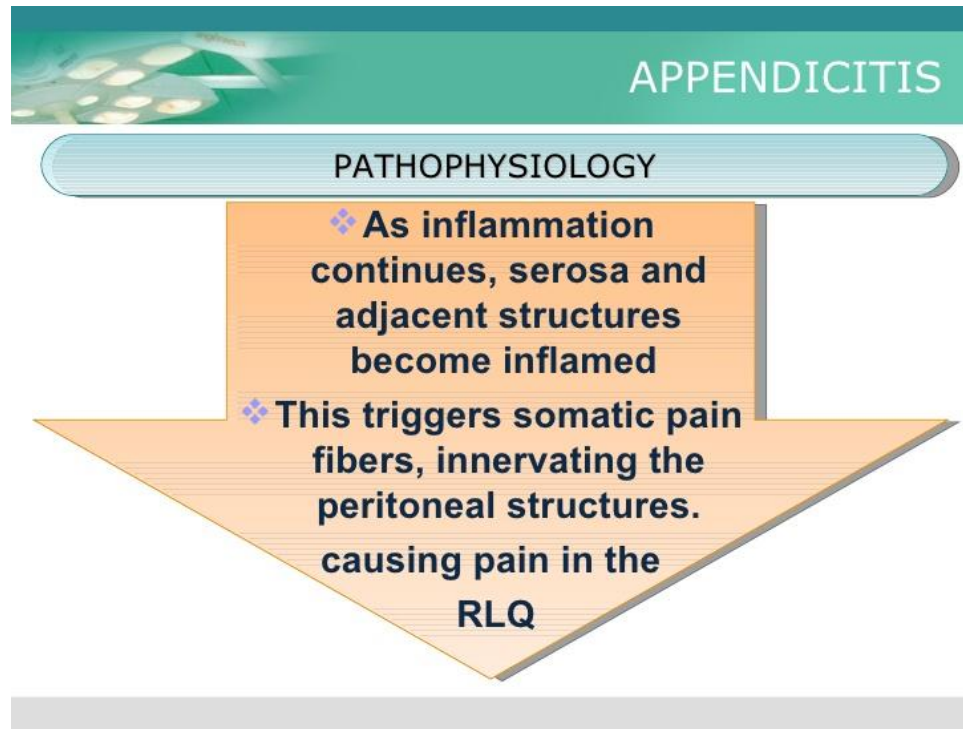 APPENDICITIS
PATHOPHYSIOLOGY
❖ As inflammation
continues, serosa and
adjacent structures
become inflamed
❖ This triggers somatic pain
fibers, innervating the
peritoneal structures.
causing pain in the
RLQ